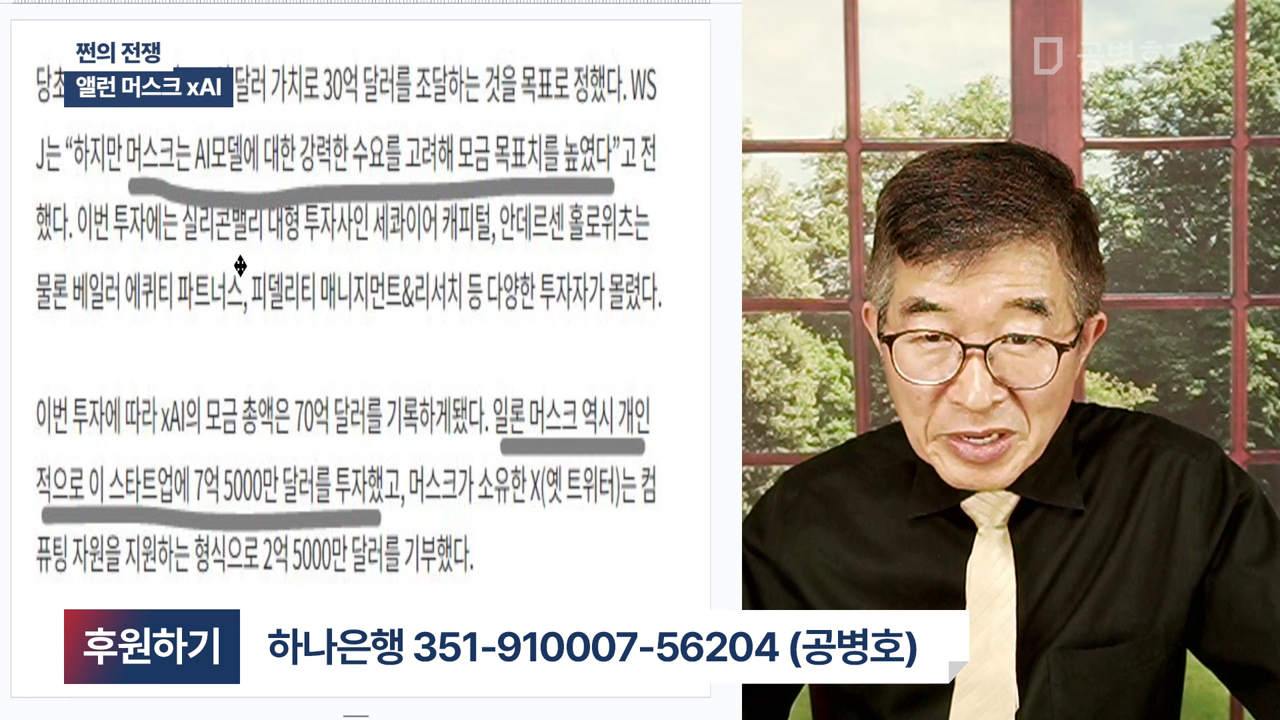 쩐의 전쟁
앨런 머스크 xAI
당초 달러 가치로 30억 달러를 조달하는 것을 목표로 정했다. WS
J는 “하지만 머스크는 AI모델에 대한 강력한 수요를 고려해 모금 목표치를 높였다”고 전
했다. 이번 투자에는 실리콘밸리 대형 투자사인 세콰이어 캐피털, 안데르센 홀로위츠는
물론 베일러 에퀴티 파트너스, 피델리티 매니지먼트&리서치 등 다양한 투자자가 몰렸다.
이번 투자에 따라 xAI의 모금 총액은 70억 달러를 기록하게됐다. 일론 머스크 역시 개인
적으로 이 스타트업에 7억 5000만 달러를 투자했고, 머스크가 소유한 X(옛 트위터)는 컴
퓨팅 자원을 지원하는 형식으로 2억 5000만 달러를 기부했다.
후원하기
하나은행 351-910007-56204 (공병호)
공병호TV